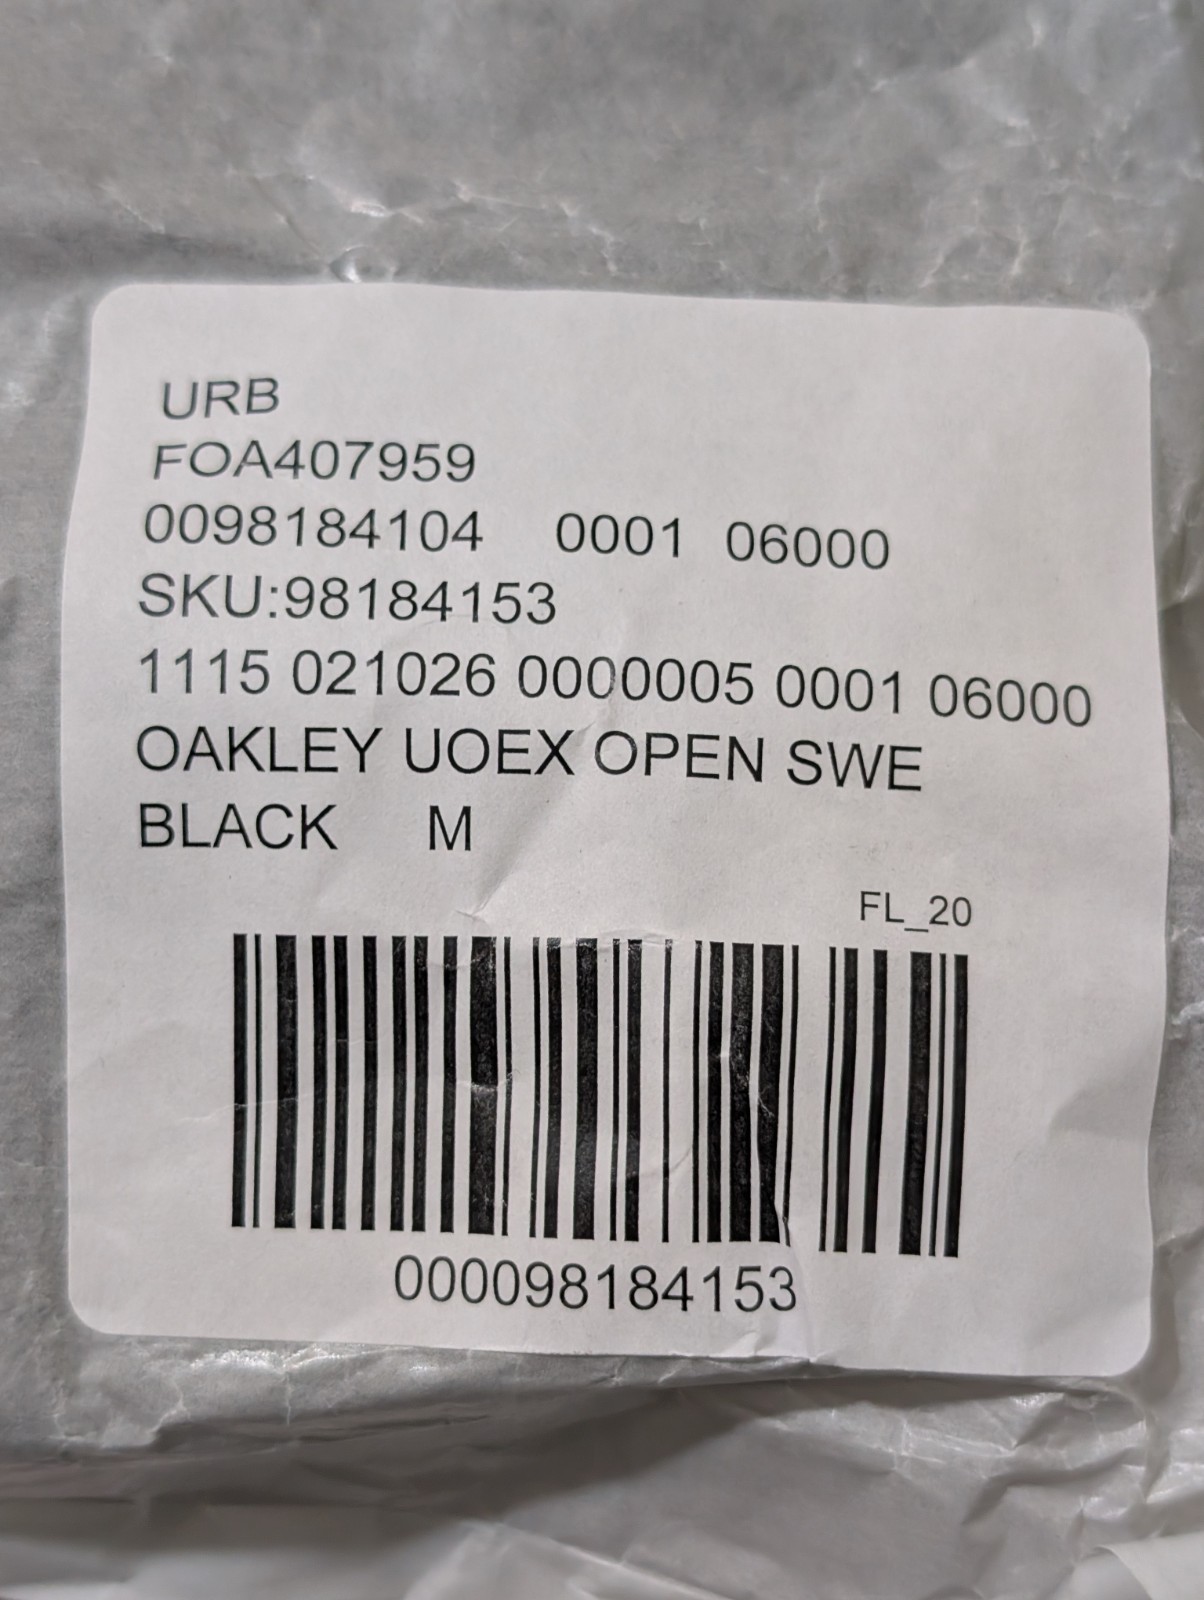 URB
FOA407959
0098184104 0001 06000
SKU:98184153
1115 021026 0000005 0001 06000
OAKLEY UOEX OPEN SWE
BLACK M
FL_20
000098184153